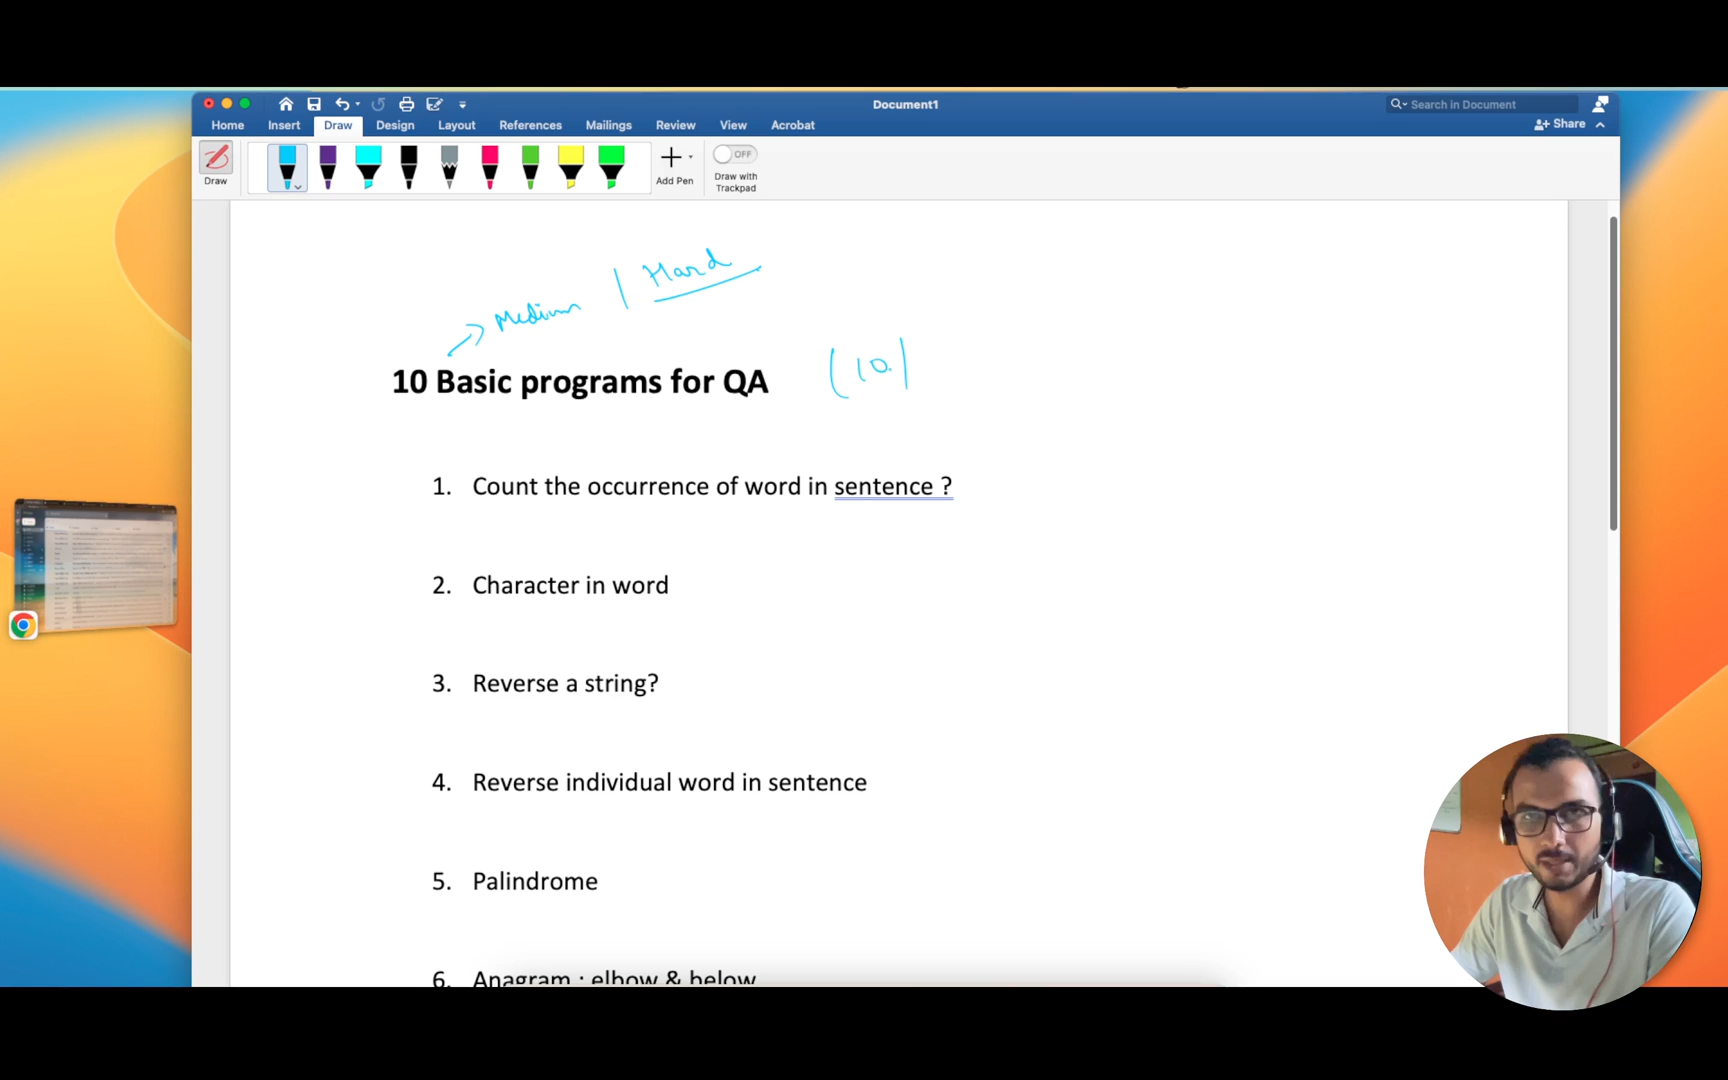 Document1
Search in Document
Home Insert Draw Design Layout References Mailings Review View Acrobat
Share
OFF
Draw
Add Pen
Draw with
Trackpad
Medium | Hard
10 Basic programs for QA (10.)
1. Count the occurrence of word in sentence ?
2. Character in word
3. Reverse a string?
4. Reverse individual word in sentence
5. Palindrome
6. Anagram : elbow & below